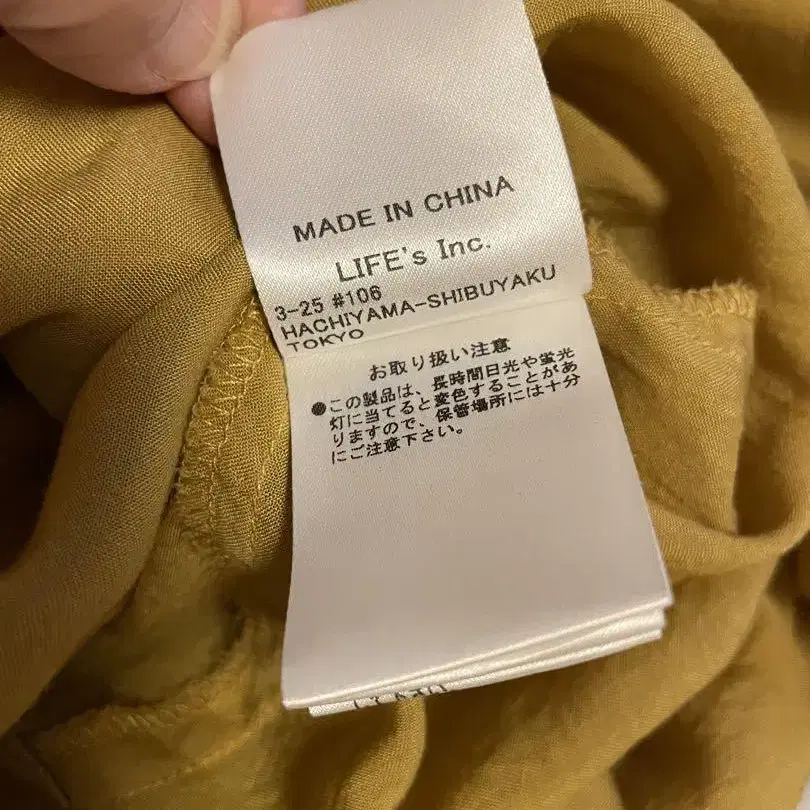 MADE IN CHINA
LIFE's Inc.
3-25 #106
HACHIYAMA-SHIBUYAKU
TOKYO
お取り扱い注意
●この製品は、長時間日光や蛍光
灯に当てると変色することがあ
りますので、保管場所には十分
にご注意下さい。